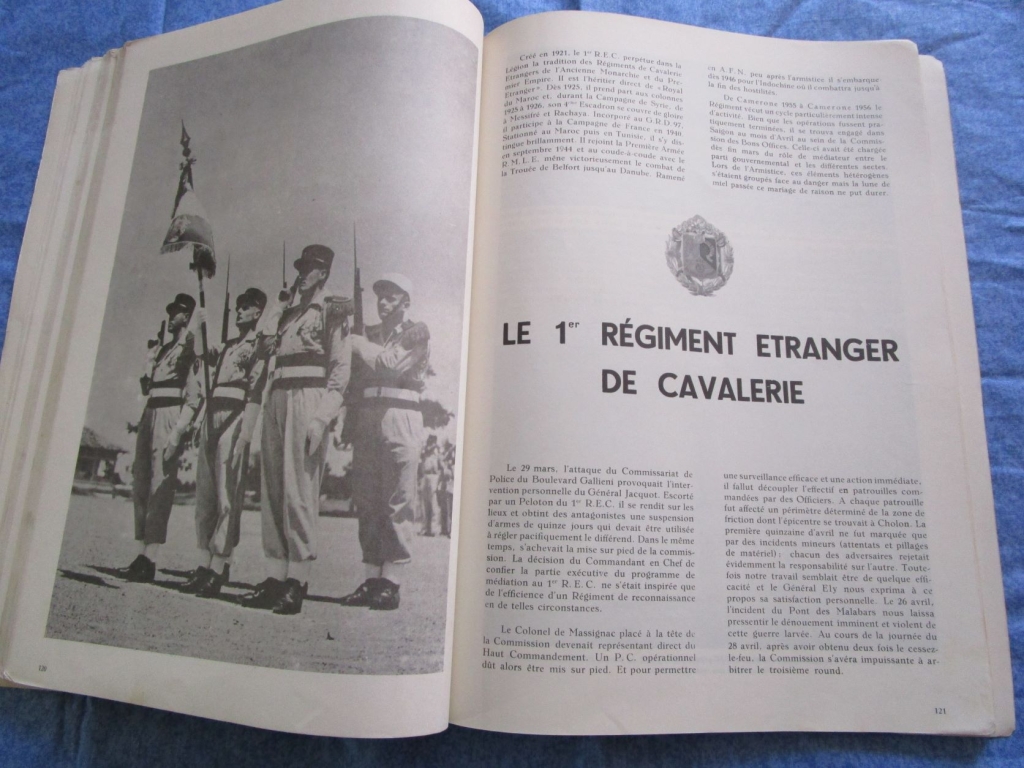 Créé en 1921, le 1er R.E.C. perpétue dans la
Légion la tradition des Régiments de Cavalerie
Etrangers de l'Ancienne Monarchie et du Pre-
mier Empire. Il est l'héritier direct de « Royal
Etranger ». Dès 1925, il prend part aux colonnes
du Maroc et, durant la Campagne de Syrie, de
1925 à 1926, son 4me Escadron se couvre de gloire
à Messifré et Rachaya. Incorporé au G.R.D. 97,
il participe à la Campagne de France en 1940.
Stationné au Maroc puis en Tunisie, il s'y dis-
tingue brillamment. Il rejoint la Première Armée
en septembre 1944 et au coude-à-coude avec le
R.M.L.E. mène victorieusement le combat de
la Trouée de Belfort jusqu'au Danube. Ramené
en A.F.N. peu après l'armistice il s'embarque
dès 1946 pour l'Indochine où il combattra jusqu'à
la fin des hostilités.
De Camerone 1955 à Camerone 1956 le
Régiment vécut un cycle particulièrement intense
d'activité. Bien que les opérations fussent pra-
tiquement terminées, il se trouva engagé dans
Saïgon au mois d'Avril au sein de la Commis-
sion des Bons Offices. Celle-ci avait été chargée
dès fin mars du rôle de médiateur entre le
parti gouvernemental et les différentes sectes.
Lors de l'Armistice, ces éléments hétérogènes
s'étaient groupés face au danger mais la lune de
miel passée ce mariage de raison ne put durer.
LE 1er RÉGIMENT ETRANGER
DE CAVALERIE
Le 29 mars, l'attaque du Commissariat de
Police du Boulevard Gallieni provoquait l'inter-
vention personnelle du Général Jacquot. Escorté
par un Peloton du 1er R.E.C. il se rendit sur les
lieux et obtint des antagonistes une suspension
d'armes de quinze jours qui devait être utilisée
à régler pacifiquement le différend. Dans le même
temps, s'achevait la mise sur pied de la commis-
sion. La décision du Commandant en Chef de
confier la partie exécutive du programme de
médiation au 1er R.E.C. ne s'était inspirée que
de l'efficience d'un Régiment de reconnaissance
en de telles circonstances.
Le Colonel de Massignac placé à la tête de
la Commission devenait représentant direct du
Haut Commandement. Un P.C. opérationnel
dût alors être mis sur pied. Et pour permettre
une surveillance efficace et une action immédiate,
il fallut découpler l'effectif en patrouilles com-
mandées par des Officiers. A chaque patrouille
fut affecté un périmètre déterminé de la zone de
friction dont l'épicentre se trouvait à Cholon. La
première quinzaine d'avril ne fut marquée que
par des incidents mineurs (attentats et pillages
de matériel) ; chacun des adversaires rejetait
évidemment la responsabilité sur l'autre. Toute-
fois notre travail semblait être de quelque effi-
cacité et le Général Ely nous exprima à ce
propos sa satisfaction personnelle. Le 26 avril,
l'incident du Pont des Malabars nous laissa
pressentir le dénouement imminent et violent de
cette guerre larvée. Au cours de la journée du
28 avril, après avoir obtenu deux fois le cessez-
le-feu, la Commission s'avéra impuissante à ar-
bitrer le troisième round.
120
121